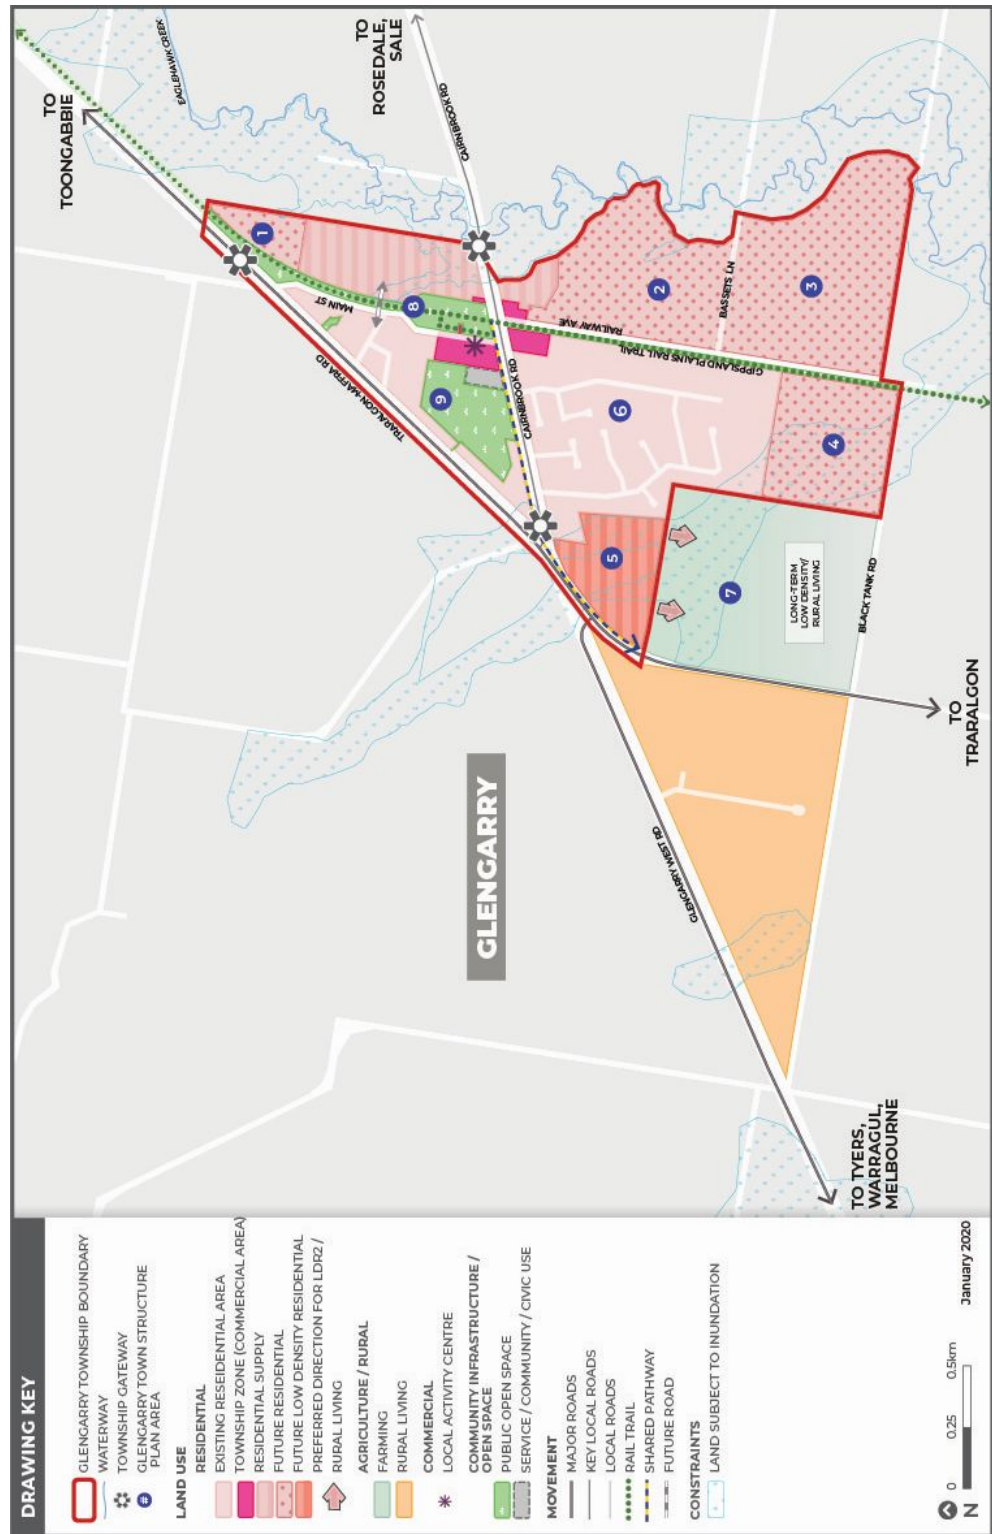 DRAWING KEY
GLENGARRY TOWNSHIP BOUNDARY
WATERWAY
TOWNSHIP GATEWAY
#
GLENGARRY TOWN STRUCTURE
PLAN AREA
LAND USE
RESIDENTIAL
EXISTING RESIDENTIAL AREA
TOWNSHIP ZONE (COMMERCIAL AREA)
RESIDENTIAL SUPPLY
FUTURE RESIDENTIAL
FUTURE LOW DENSITY RESIDENTIAL
PREFERRED DIRECTION FOR LDR2 /
RURAL LIVING
AGRICULTURE / RURAL
FARMING
RURAL LIVING
COMMERCIAL
LOCAL ACTIVITY CENTRE
COMMUNITY INFRASTRUCTURE /
OPEN SPACE
PUBLIC OPEN SPACE
SERVICE / COMMUNITY / CIVIC USE
MOVEMENT
MAJOR ROADS
KEY LOCAL ROADS
LOCAL ROADS
RAIL TRAIL
SHARED PATHWAY
FUTURE ROAD
CONSTRAINTS
LAND SUBJECT TO INUNDATION
N
0
0.25
0.5km
January 2020
TO
TOONGABBIE
EAGLEHAWK CREEK
TO
ROSEDALE,
SALE
CAIRNBROOK RD
1
MAIN ST
8
TRARALGON-MAFFRA RD
9
CAIRNBROOK RD
RAILWAY AVE
GIPPSLAND PLAINS RAIL TRAIL
2
BASSETS LN
3
6
4
5
7
LONG-TERM
LOW DENSITY/
RURAL LIVING
BLACK TANK RD
GLENGARRY
TO
TRARALGON
GLENGARRY WEST RD
TO TYERS,
WARRAGUL,
MELBOURNE